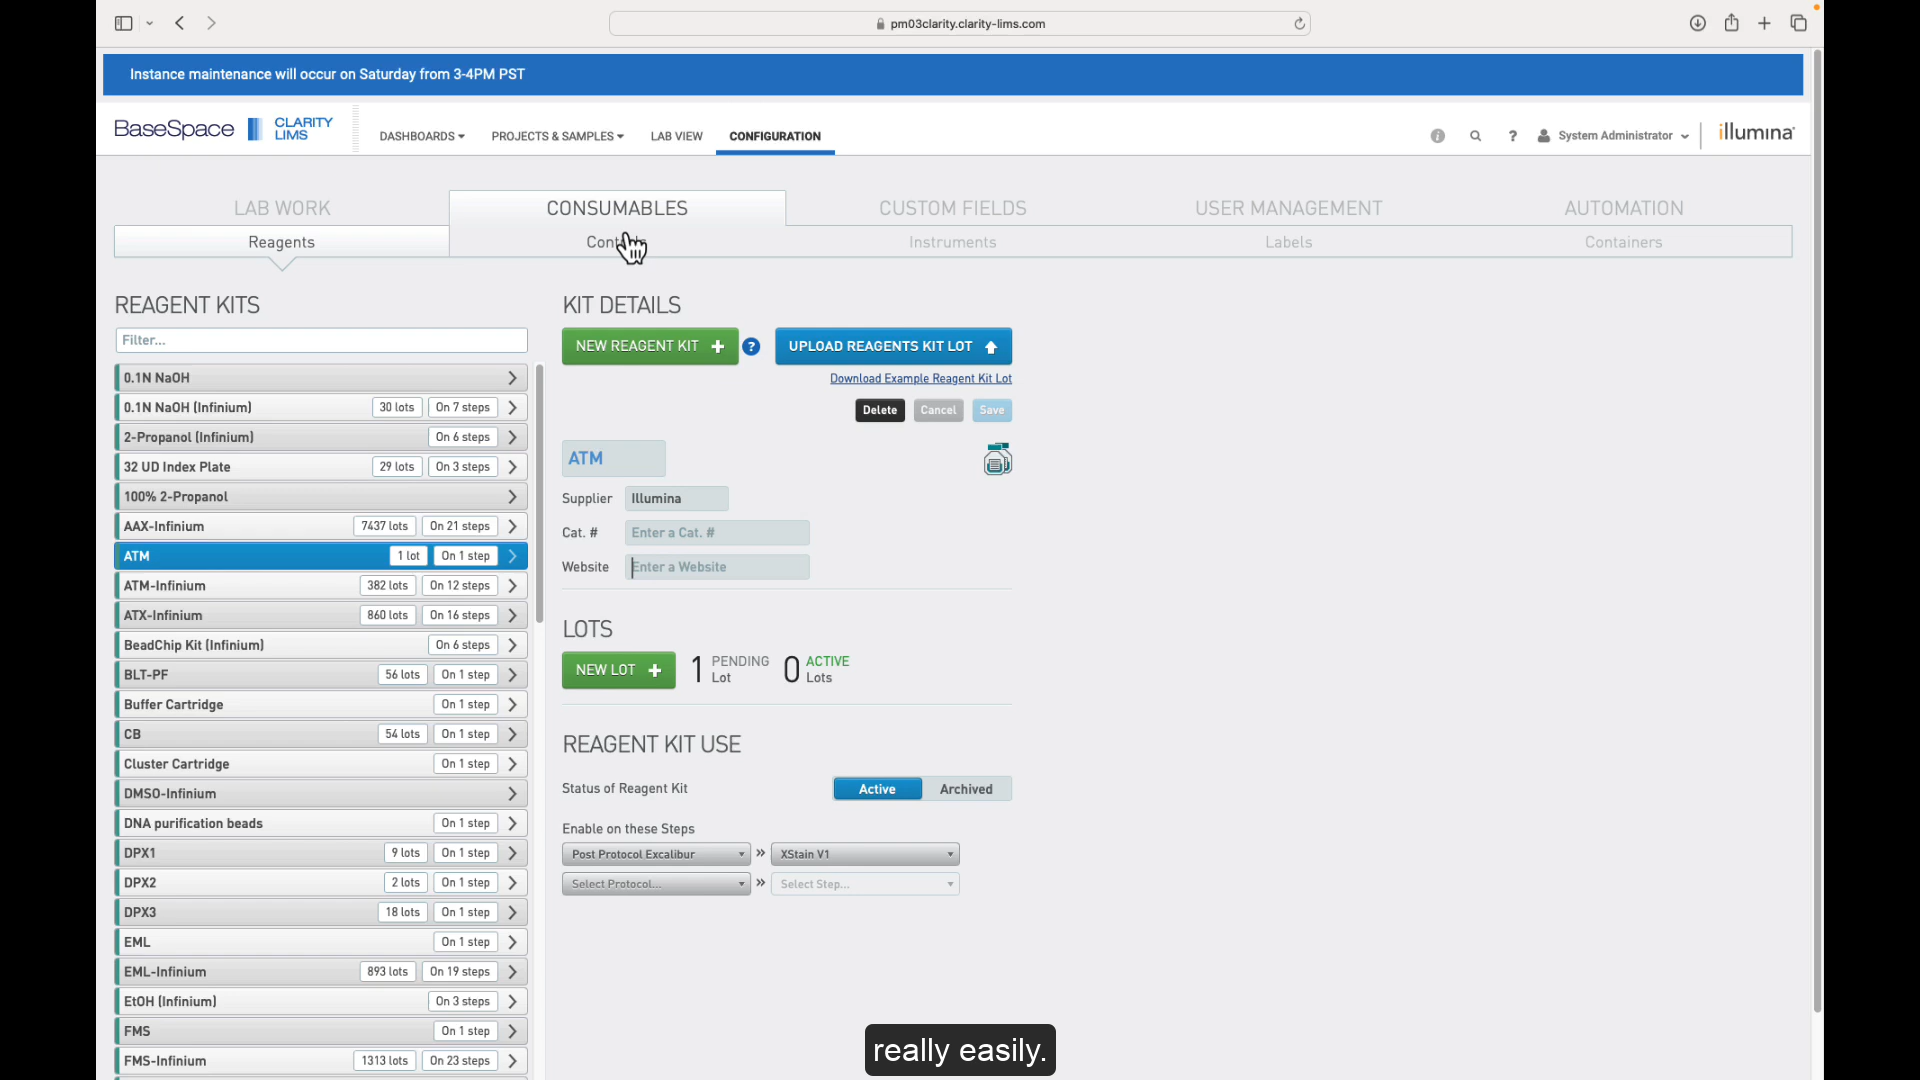 pm03clarity.clarity-lims.com
Instance maintenance will occur on Saturday from 3-4PM PST
BaseSpace CLARITY LIMS
DASHBOARDS PROJECTS & SAMPLES LAB VIEW CONFIGURATION
? System Administrator illumina
LAB WORK CONSUMABLES CUSTOM FIELDS USER MANAGEMENT AUTOMATION
Reagents Instruments Labels Containers
REAGENT KITS
Filter...
0.1N NaOH
0.1N NaOH (Infinium) 30 lots On 7 steps
2-Propanol (Infinium) On 6 steps
32 UD Index Plate 29 lots On 3 steps
100% 2-Propanol
AAX-Infinium 7437 lots On 21 steps
ATM 1 lot On 1 step
ATM-Infinium 382 lots On 12 steps
ATX-Infinium 860 lots On 16 steps
BeadChip Kit (Infinium) On 6 steps
BLT-PF 56 lots On 1 step
Buffer Cartridge On 1 step
CB 54 lots On 1 step
Cluster Cartridge On 1 step
DMSO-Infinium
DNA purification beads On 1 step
DPX1 9 lots On 1 step
DPX2 2 lots On 1 step
DPX3 18 lots On 1 step
EML On 1 step
EML-Infinium 893 lots On 19 steps
EtOH (Infinium) On 3 steps
FMS On 1 step
FMS-Infinium 1313 lots On 23 steps
KIT DETAILS
NEW REAGENT KIT + ? UPLOAD REAGENTS KIT LOT
Download Example Reagent Kit Lot
Delete Cancel Save
ATM
Supplier Illumina
Cat. # Enter a Cat. #
Website Enter a Website
LOTS
NEW LOT + 1 PENDING Lot 0 ACTIVE Lots
REAGENT KIT USE
Status of Reagent Kit Active Archived
Enable on these Steps
Post Protocol Excalibur » XStain V1
Select Protocol... » Select Step...
really easily.